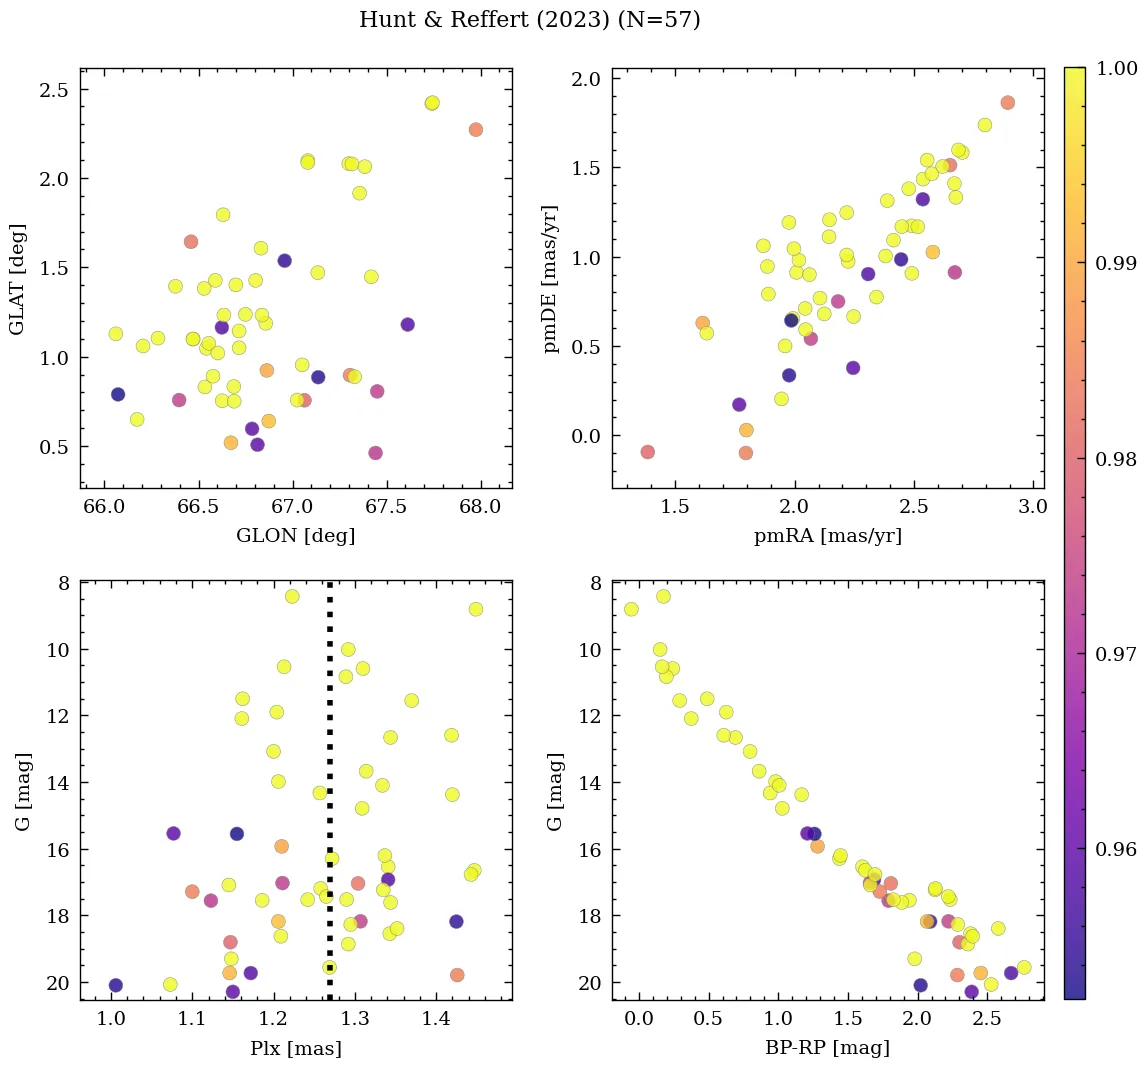 Hunt & Reffert (2023) (N=57)
2.5
2.0
1.5
1.0
0.5
GLAT [deg]
66.0 66.5 67.0 67.5 68.0
GLON [deg]
2.0
1.5
1.0
0.5
0.0
pmDE [mas/yr]
1.5 2.0 2.5 3.0
pmRA [mas/yr]
8
10
12
14
16
18
20
G [mag]
1.0 1.1 1.2 1.3 1.4
Plx [mas]
8
10
12
14
16
18
20
G [mag]
0.0 0.5 1.0 1.5 2.0 2.5
BP-RP [mag]
1.00
0.99
0.98
0.97
0.96